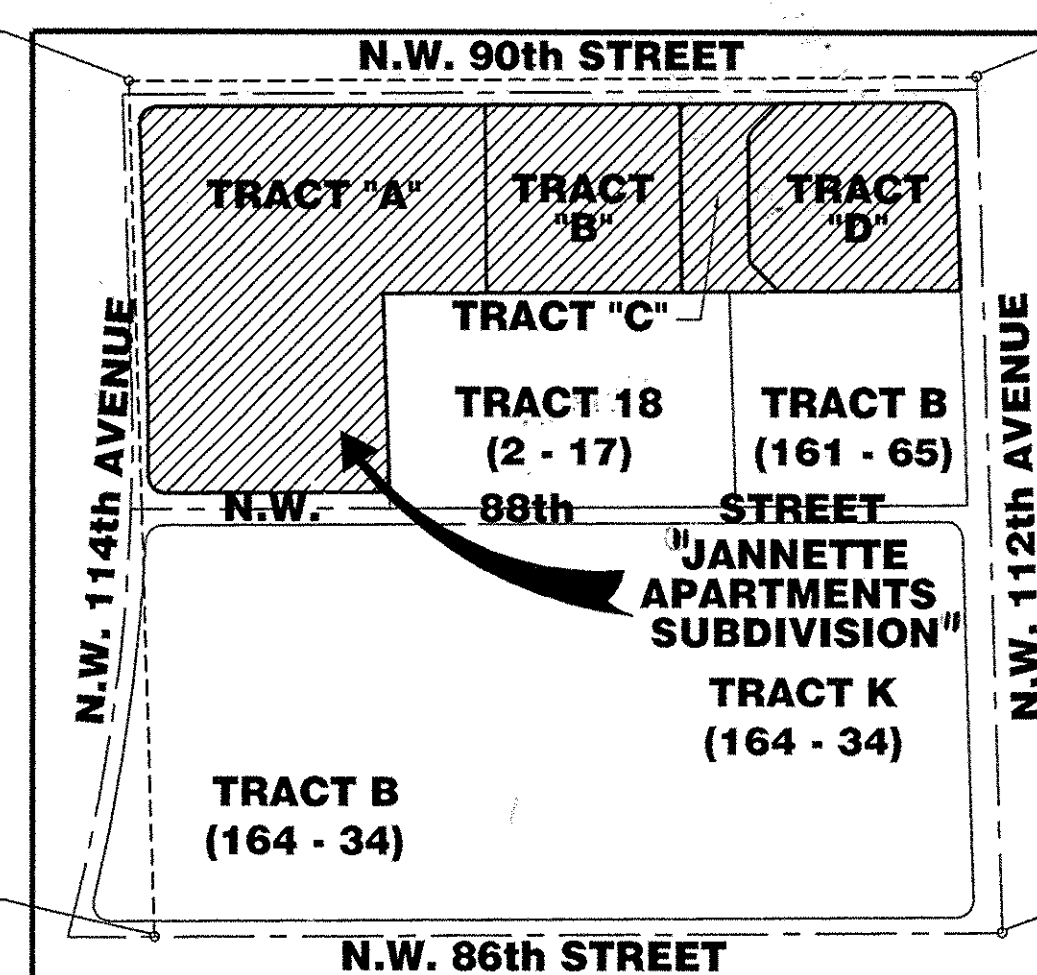 N.W. 90th STREET
TRACT "A"
TRACT
"B"
TRACT
"D"
TRACT "C"
N.W. 114th AVENUE
N.W. 112th AVENUE
TRACT 18
(2 - 17)
TRACT B
(161 - 65)
N.W. 88th STREET
"JANNETTE
APARTMENTS
SUBDIVISION"
TRACT K
(164 - 34)
TRACT B
(164 - 34)
N.W. 86th STREET